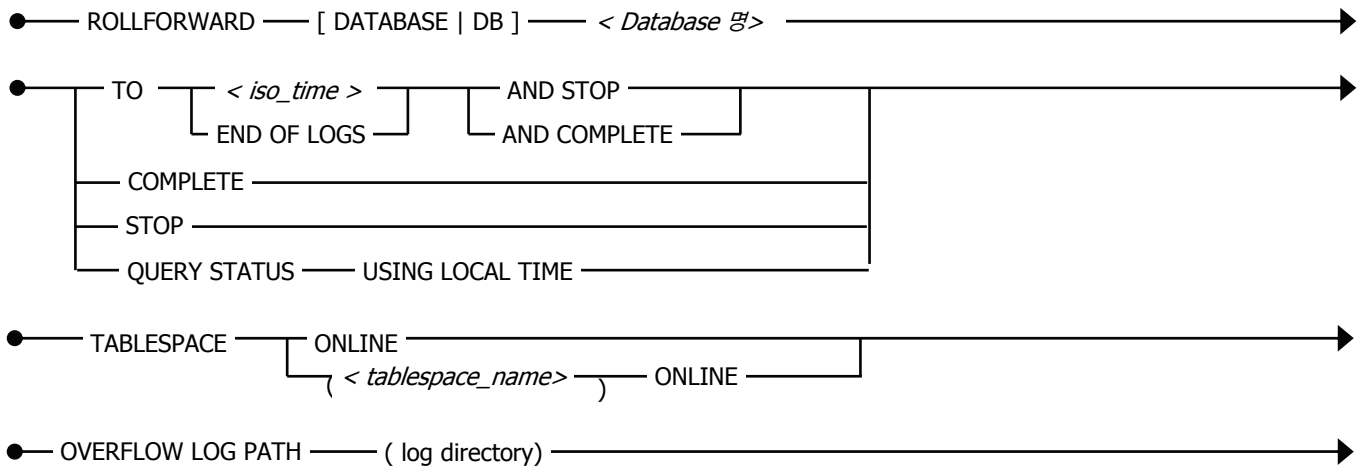 ROLLFORWARD [ DATABASE | DB ] < Database 명>
TO < iso_time > AND STOP
END OF LOGS AND COMPLETE
COMPLETE
STOP
QUERY STATUS USING LOCAL TIME
TABLESPACE ONLINE
( < tablespace_name> ) ONLINE
OVERFLOW LOG PATH ( log directory)